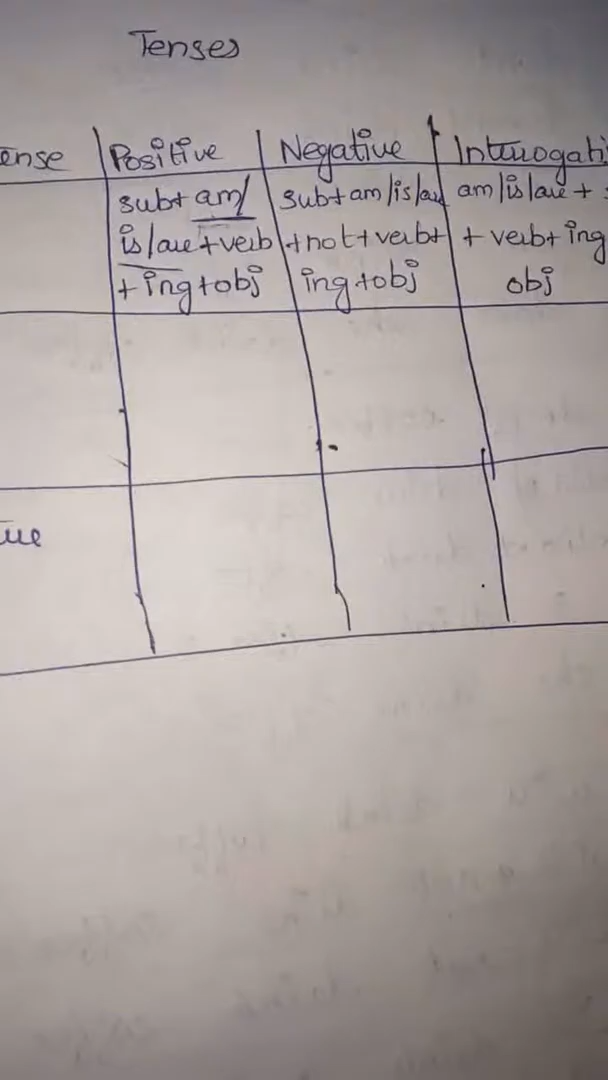 Tenses
ense Positive Negative Interrogati
sub+ am/ sub+am/is/are am/is/are +
is/are+verb +not+verb+ + verb+ing
+ing+obj ing+obj obj
ue